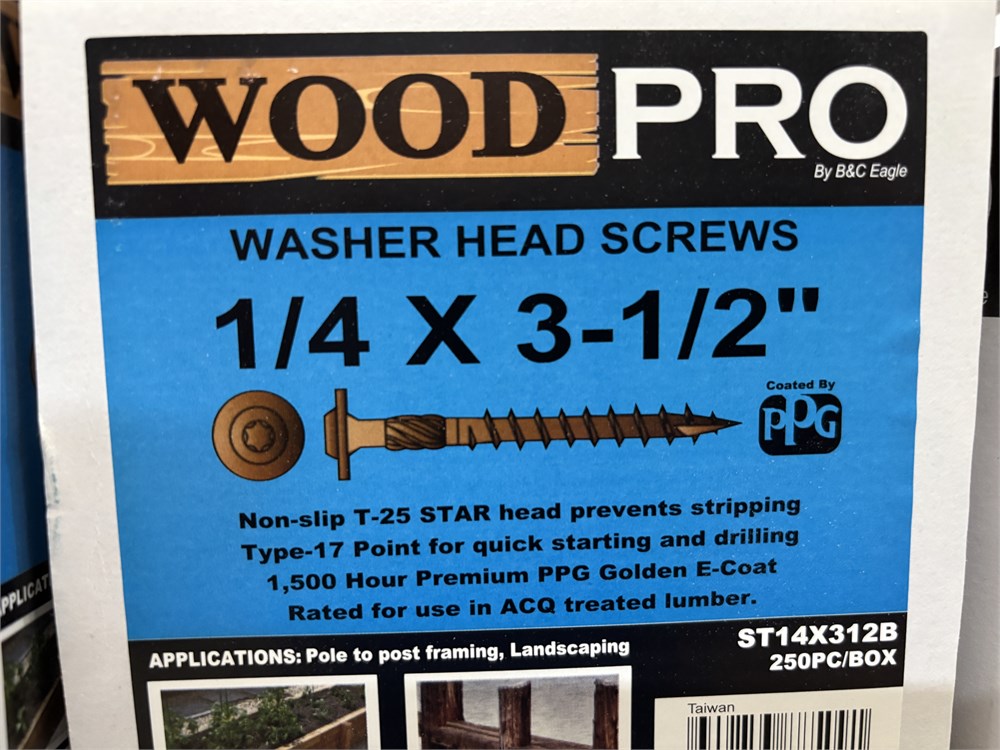 WOOD PRO
By B&C Eagle
WASHER HEAD SCREWS
1/4 X 3-1/2"
Coated By
PPG
Non-slip T-25 STAR head prevents stripping
Type-17 Point for quick starting and drilling
1,500 Hour Premium PPG Golden E-Coat
Rated for use in ACQ treated lumber.
APPLICATIONS: Pole to post framing, Landscaping
ST14X312B
250PC/BOX
Taiwan